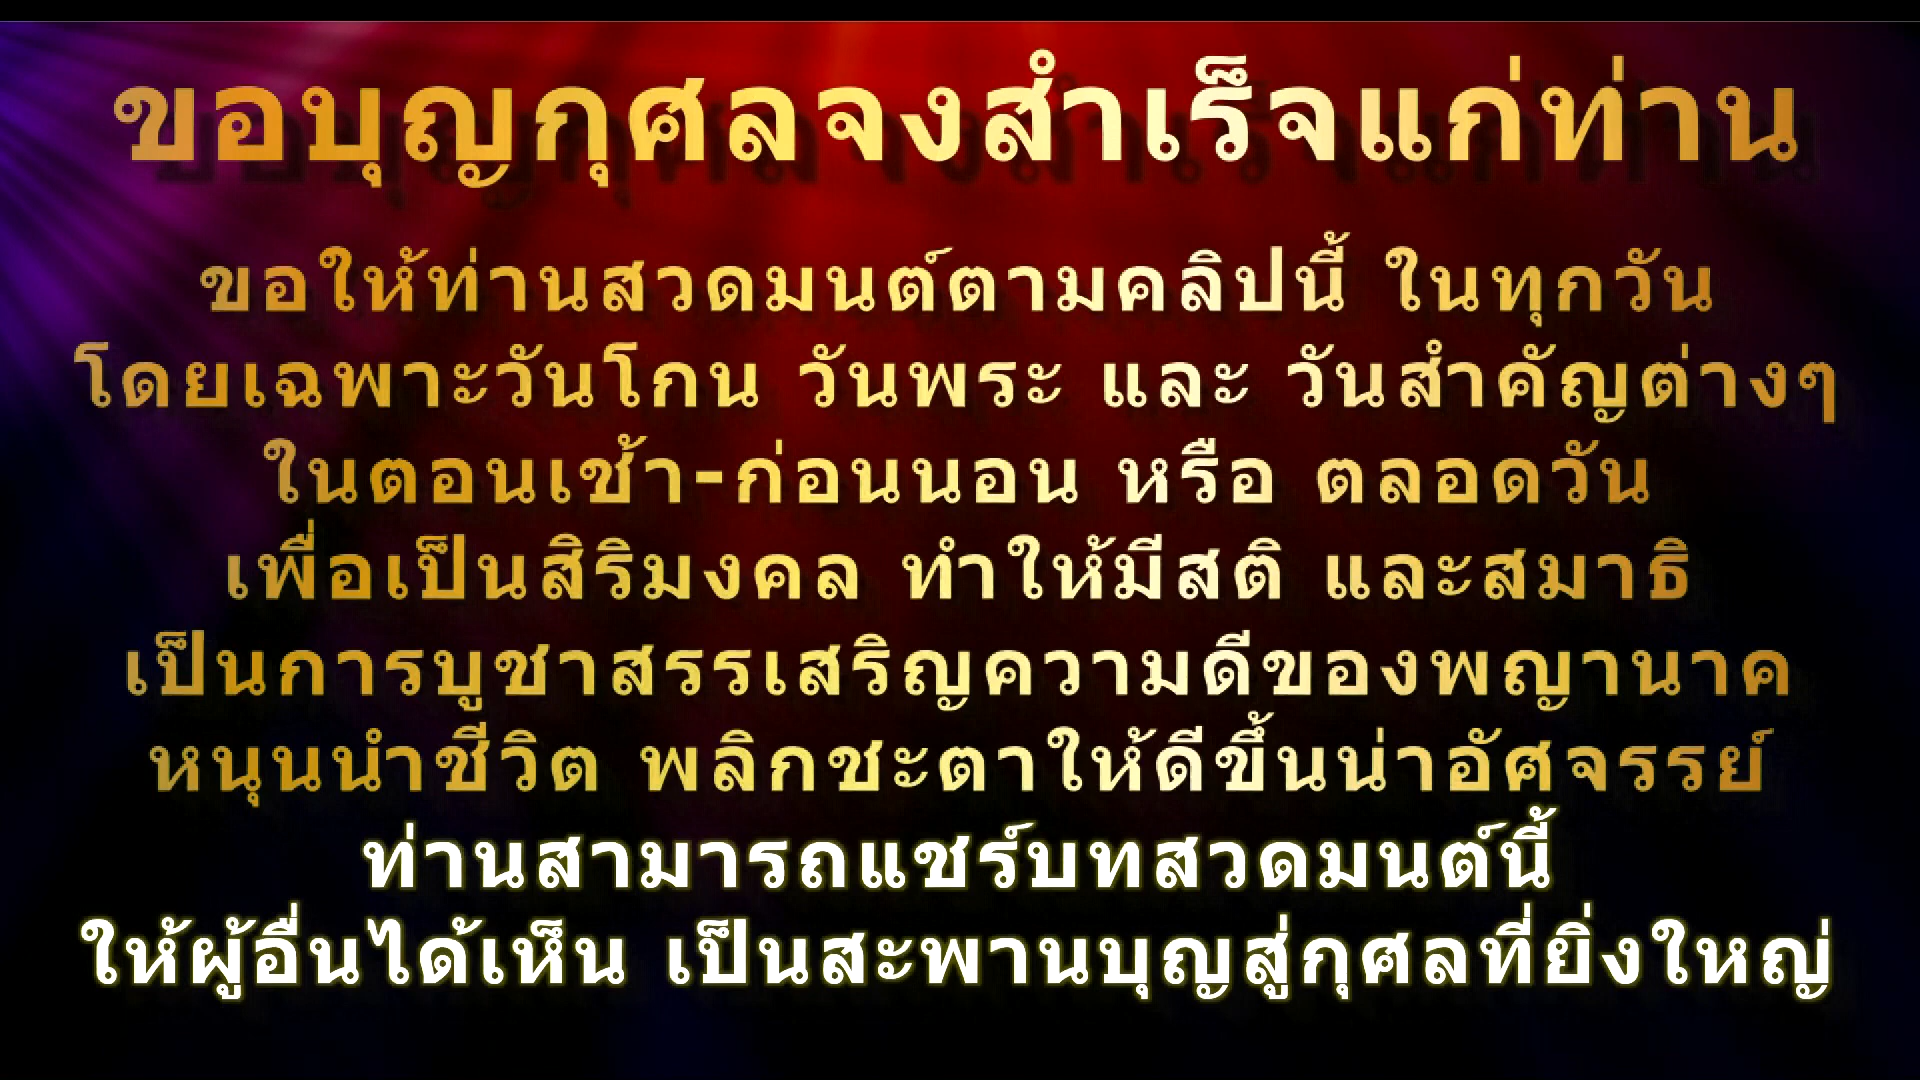 ขอบุญกุศลจงสำเร็จแก่ท่าน
ขอให้ท่านสวดมนต์ตามคลิปนี้ ในทุกวัน
โดยเฉพาะวันโกน วันพระ และ วันสำคัญต่างๆ
ในตอนเช้า-ก่อนนอน หรือ ตลอดวัน
เพื่อเป็นสิริมงคล ทำให้มีสติ และสมาธิ
เป็นการบูชาสรรเสริญความดีของพญานาค
หนุนนำชีวิต พลิกชะตาให้ดีขึ้นน่าอัศจรรย์
ท่านสามารถแชร์บทสวดมนต์นี้
ให้ผู้อื่นได้เห็น เป็นสะพานบุญสู่กุศลที่ยิ่งใหญ่